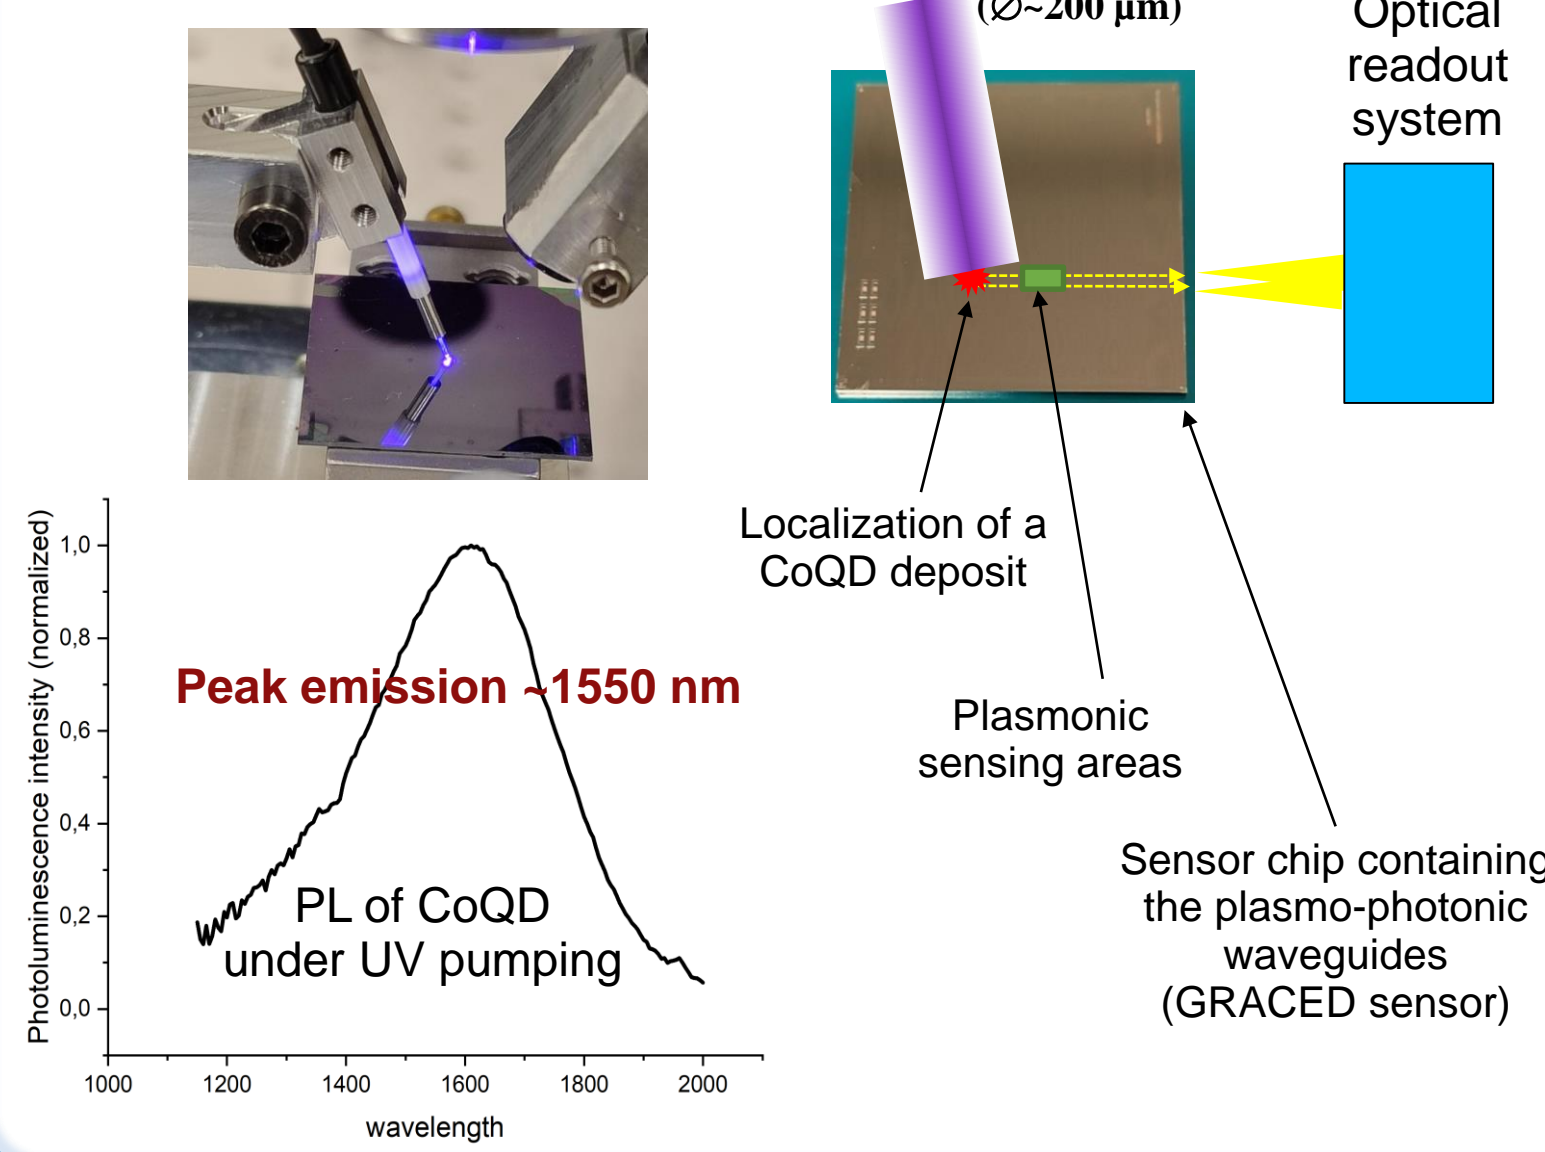 (∅~200 µm)
Optical
readout
system
Localization of a
CoQD deposit
Plasmonic
sensing areas
Sensor chip containing
the plasmo-photonic
waveguides
(GRACED sensor)
Photoluminescence intensity (normalized)
1,0
0,8
0,6
0,4
0,2
0,0
Peak emission ~1550 nm
PL of CoQD
under UV pumping
1000 1200 1400 1600 1800 2000
wavelength